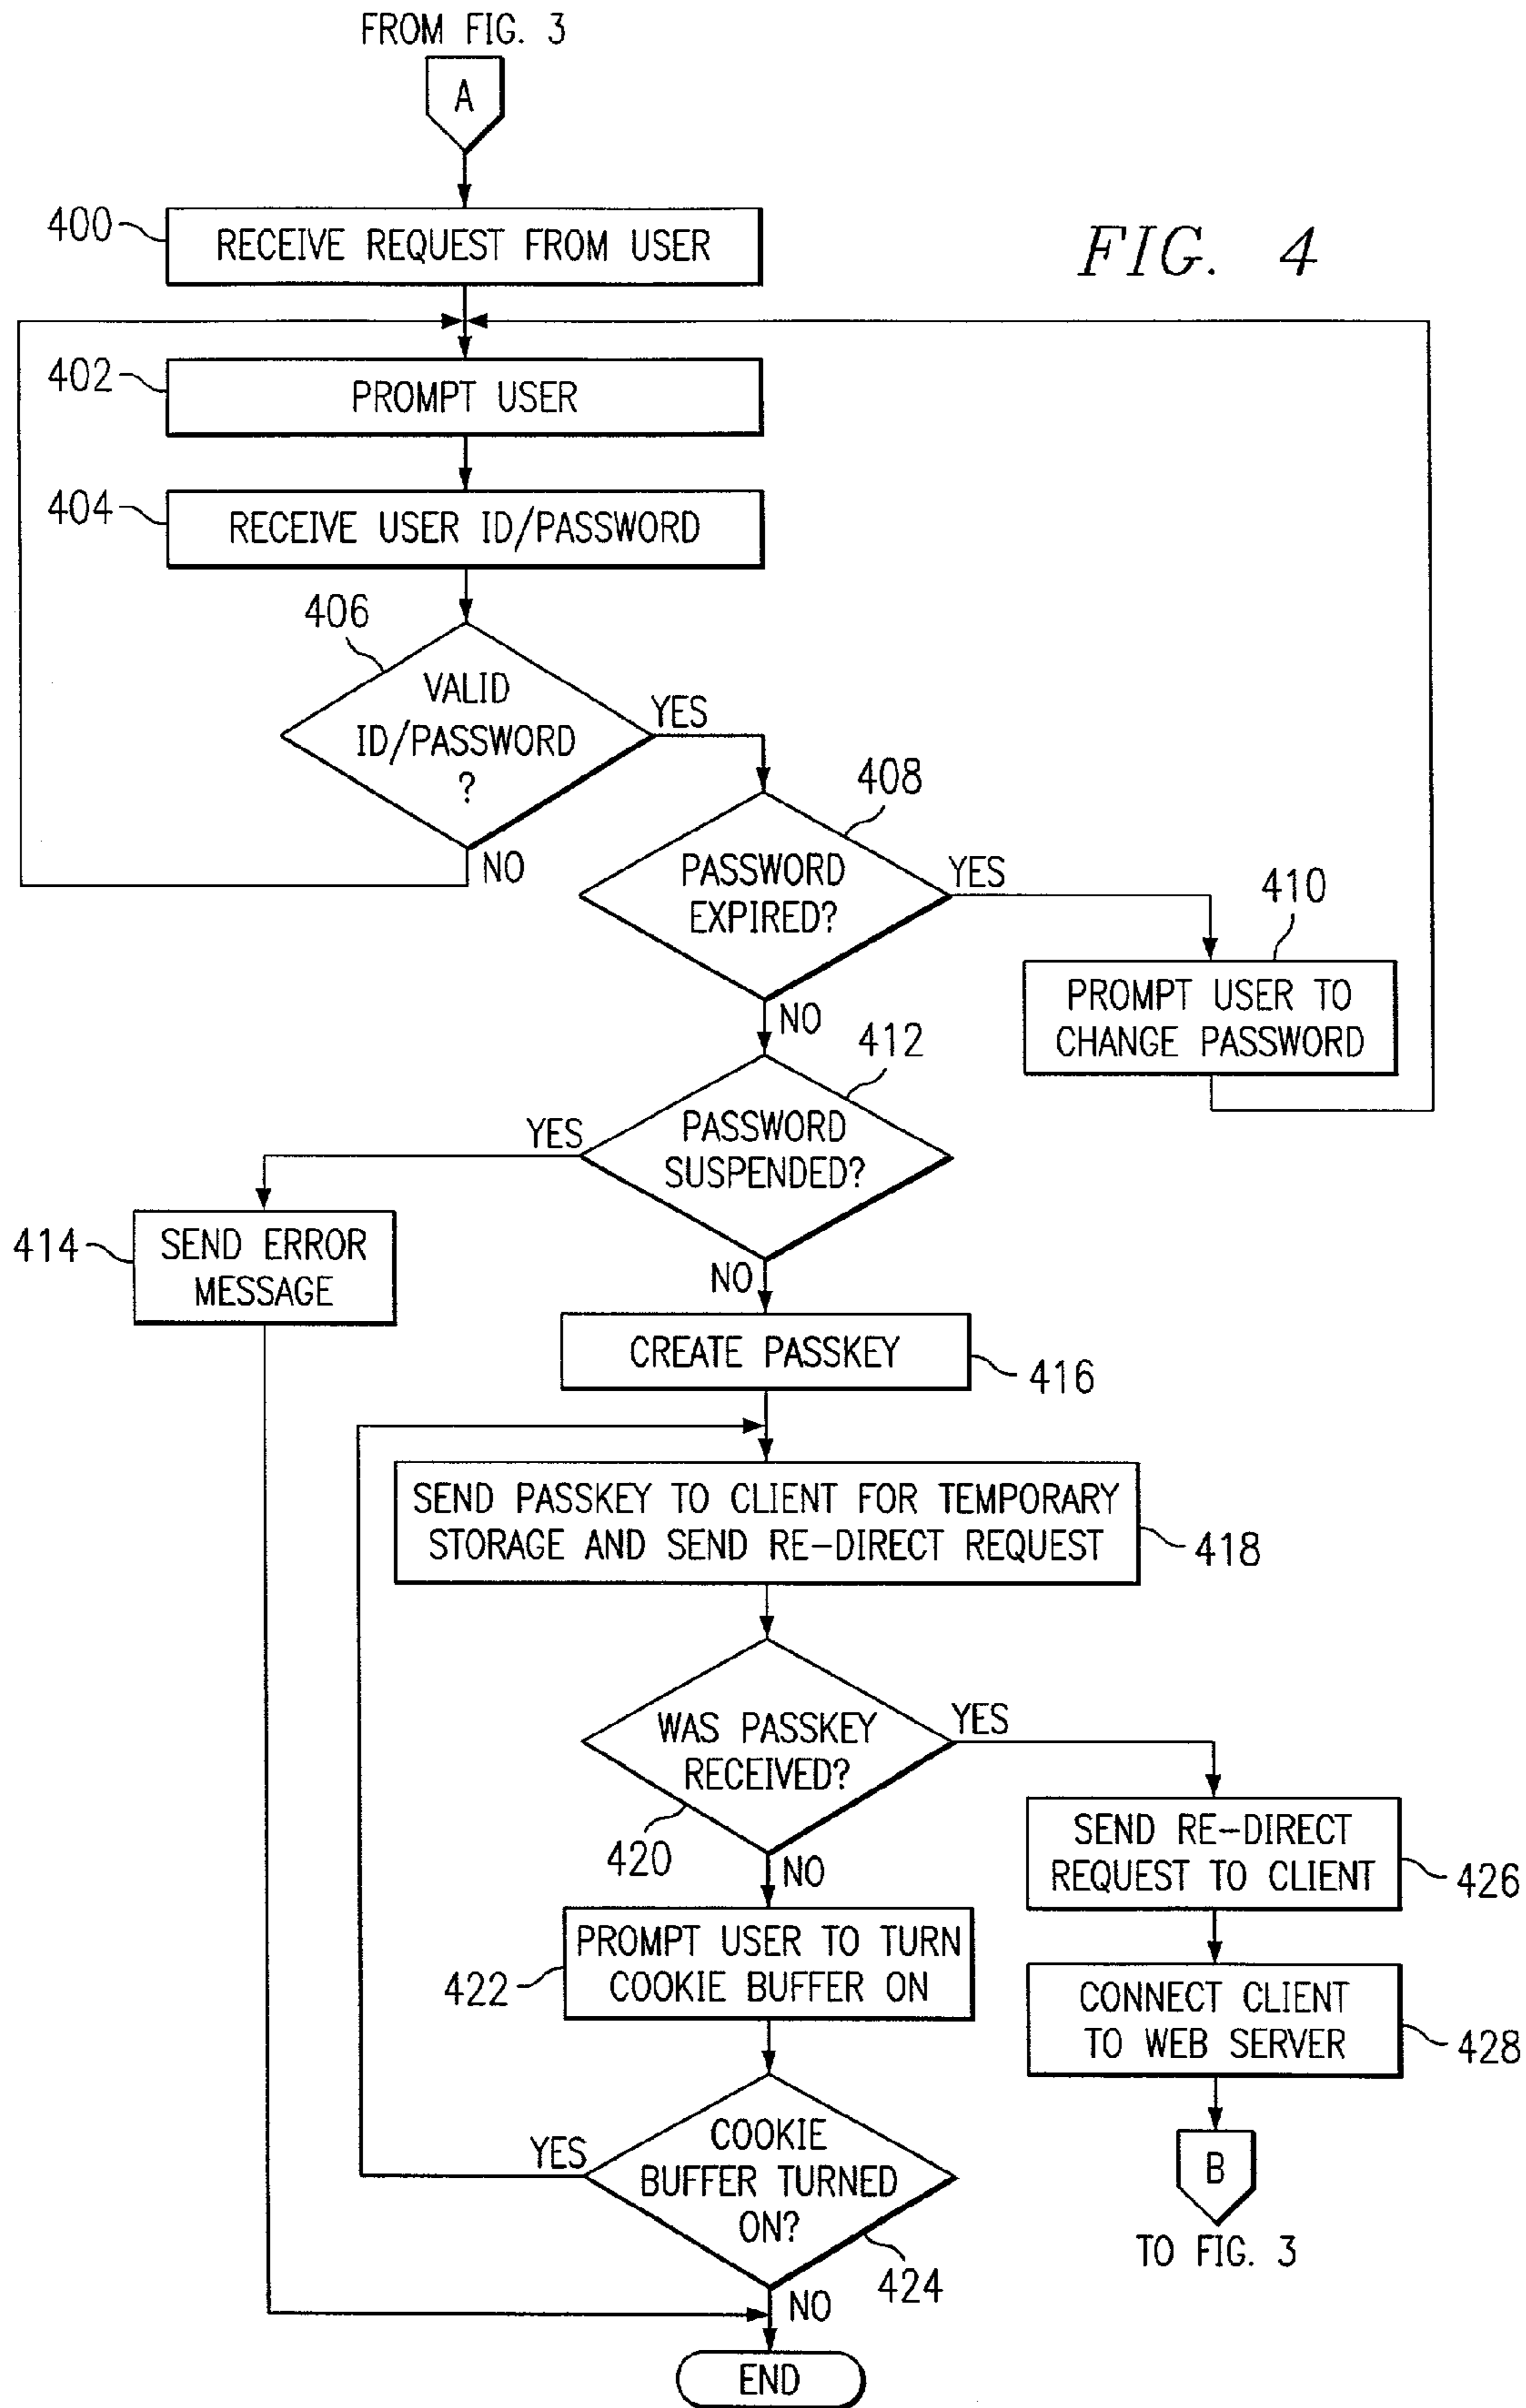 FROM FIG. 3
A
400
RECEIVE REQUEST FROM USER
FIG. 4
402
PROMPT USER
404
RECEIVE USER ID/PASSWORD
406
VALID
ID/PASSWORD
?
YES
NO
408
PASSWORD
EXPIRED?
YES
NO
410
PROMPT USER TO
CHANGE PASSWORD
412
PASSWORD
SUSPENDED?
YES
NO
414
SEND ERROR
MESSAGE
CREATE PASSKEY
416
SEND PASSKEY TO CLIENT FOR TEMPORARY
STORAGE AND SEND RE-DIRECT REQUEST
418
WAS PASSKEY
RECEIVED?
YES
420
NO
SEND RE-DIRECT
REQUEST TO CLIENT
426
PROMPT USER TO TURN
COOKIE BUFFER ON
422
CONNECT CLIENT
TO WEB SERVER
428
COOKIE
BUFFER TURNED
ON?
YES
424
NO
B
TO FIG. 3
END